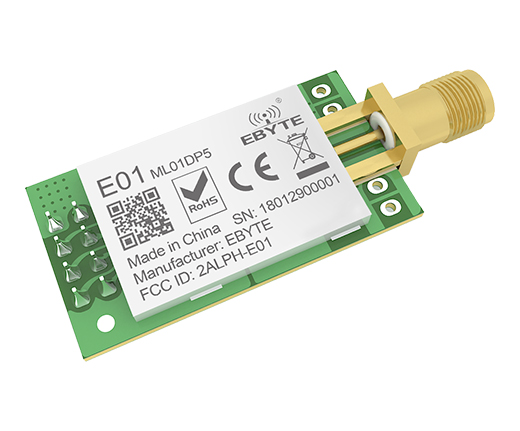 EBYTE
E01 ML01DP5
RoHS
CE
SN: 18012900001
Made in China
Manufacturer: EBYTE
FCC ID: 2ALPH-E01